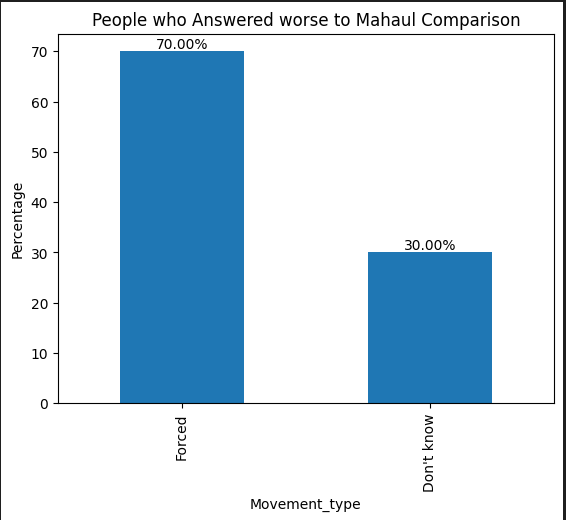 People who Answered worse to Mahaul Comparison
70.00%
30.00%
70
60
50
40
30
20
10
0
Percentage
Forced
Don't know
Movement_type